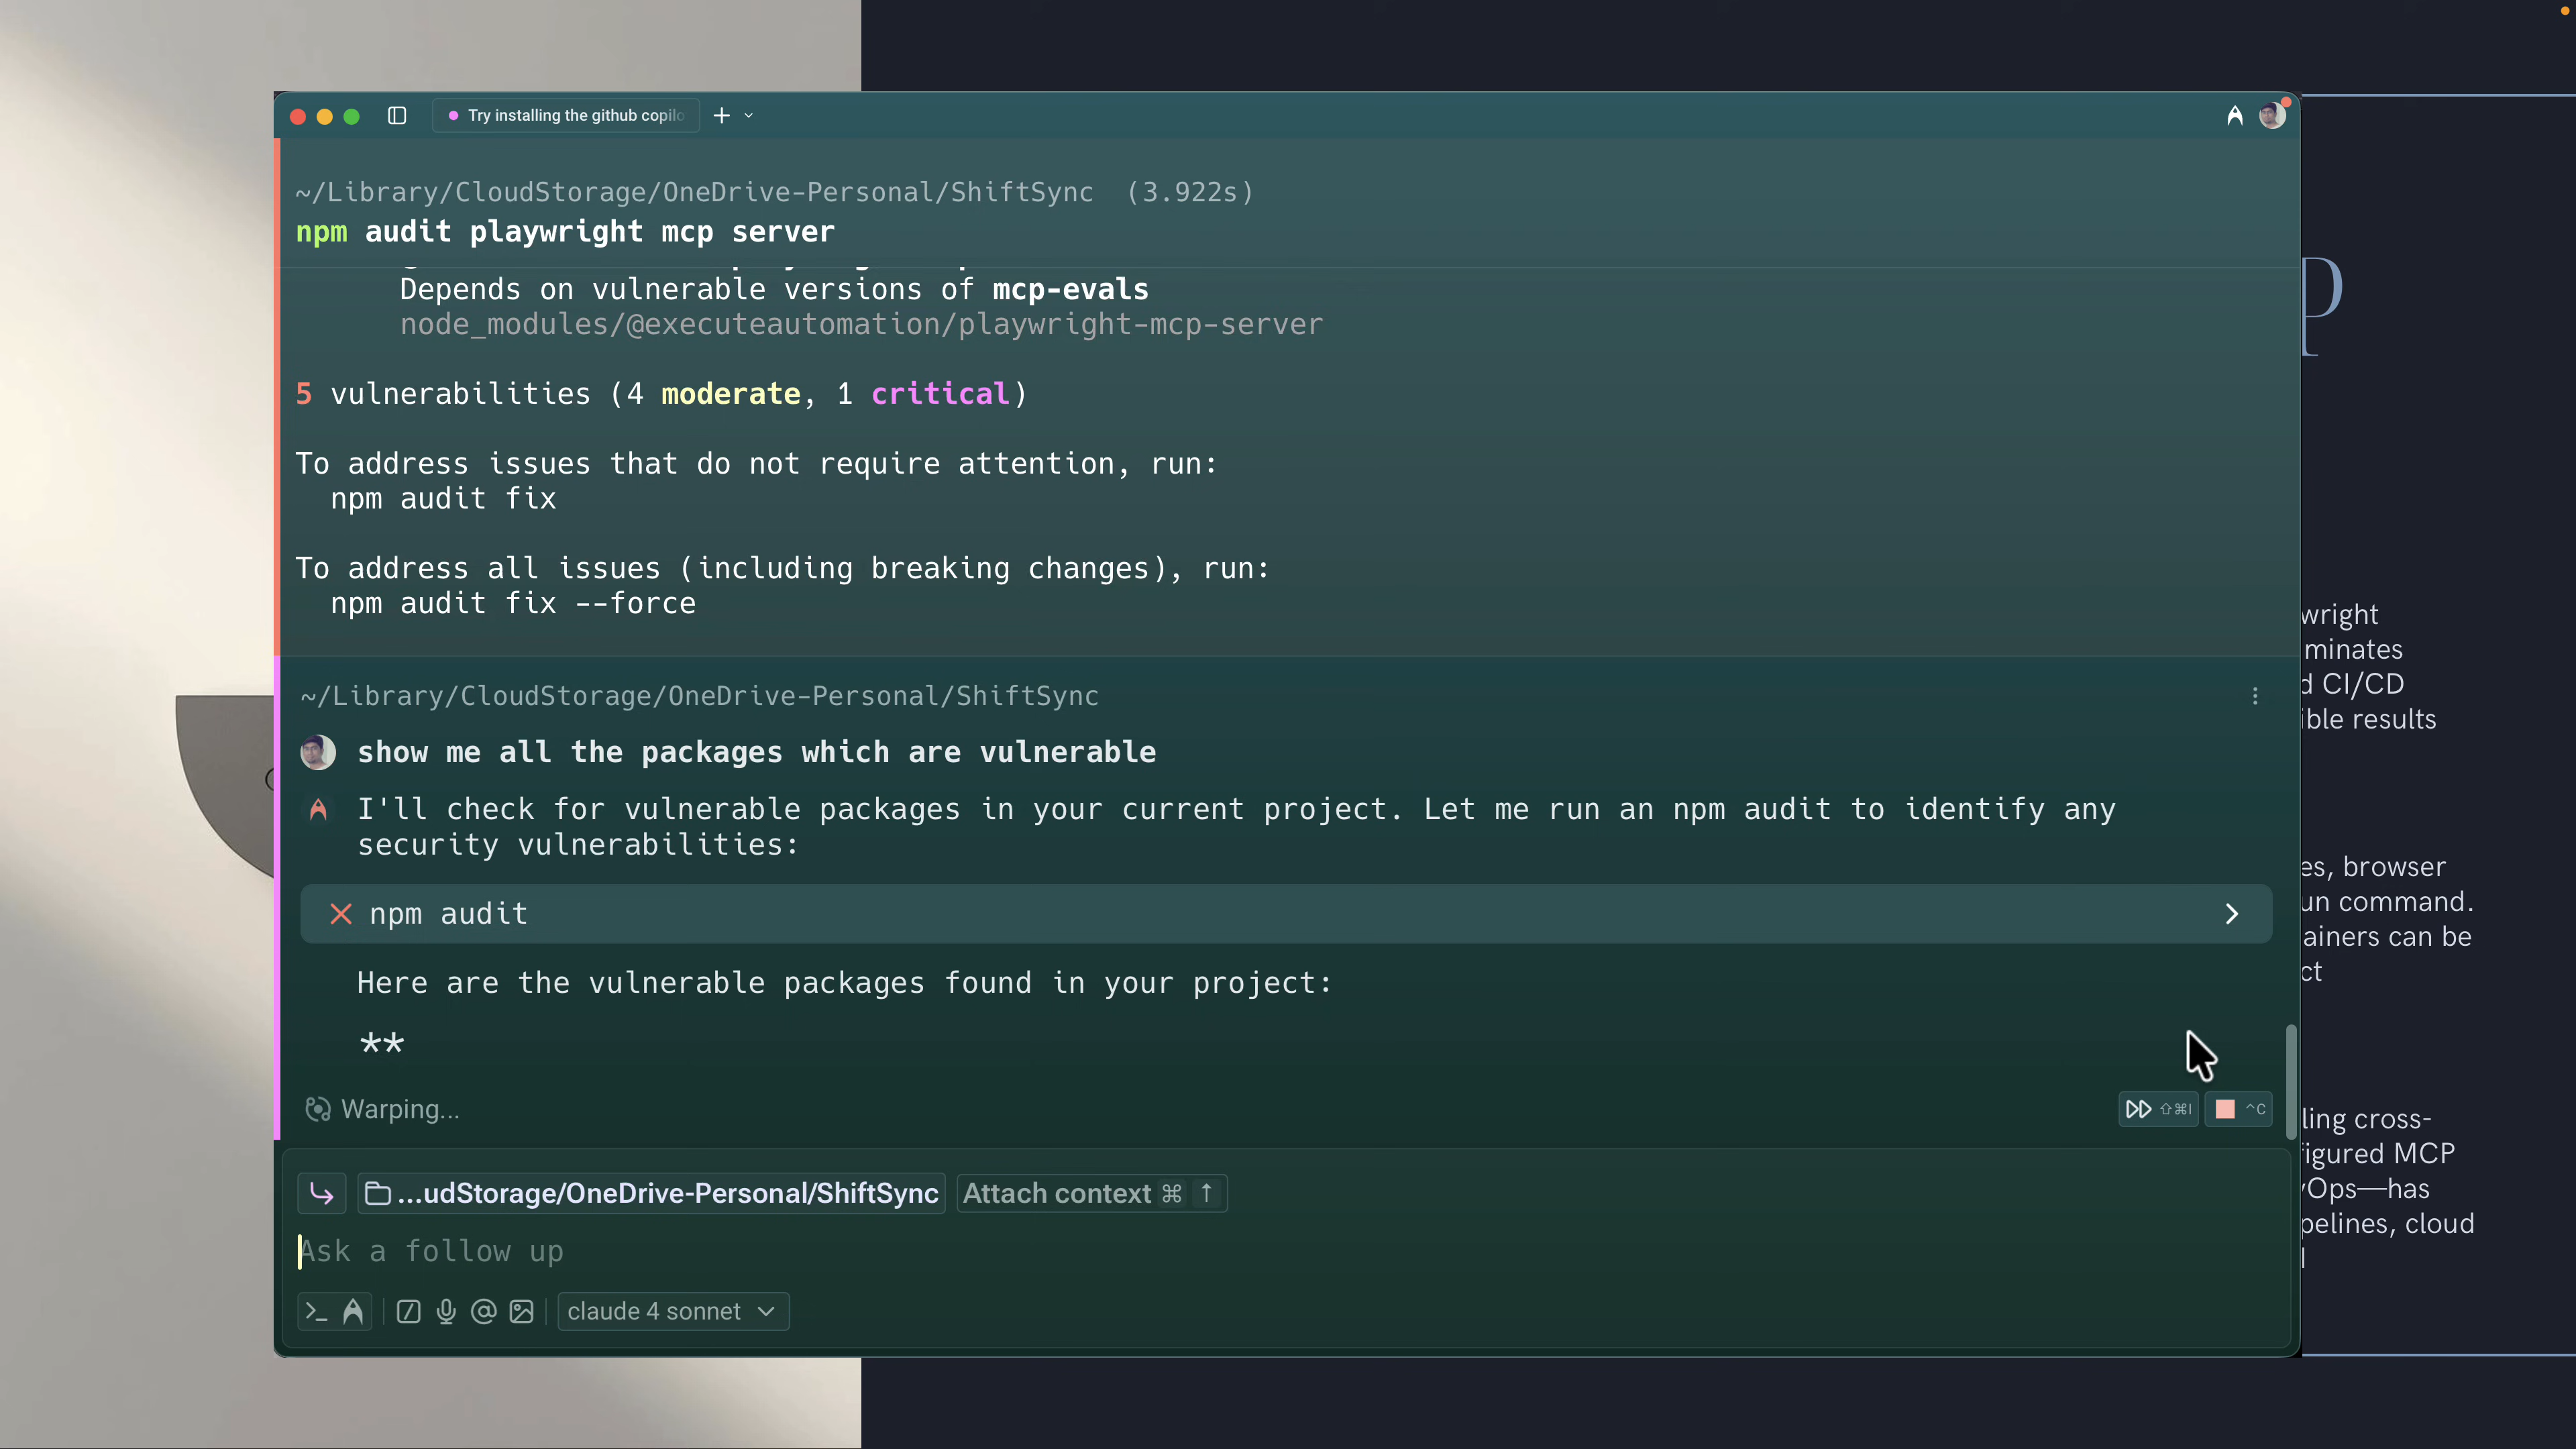 Try installing the github copilo
~/Library/CloudStorage/OneDrive-Personal/ShiftSync (3.922s)
npm audit playwright mcp server
Depends on vulnerable versions of mcp-evals
node_modules/@executeautomation/playwright-mcp-server
5 vulnerabilities (4 moderate, 1 critical)
To address issues that do not require attention, run:
npm audit fix
To address all issues (including breaking changes), run:
npm audit fix --force
~/Library/CloudStorage/OneDrive-Personal/ShiftSync
show me all the packages which are vulnerable
I'll check for vulnerable packages in your current project. Let me run an npm audit to identify any
security vulnerabilities:
npm audit
Here are the vulnerable packages found in your project:
**
Warping...
⇧⌘I
^C
...udStorage/OneDrive-Personal/ShiftSync
Attach context ⌘ ↑
Ask a follow up
claude 4 sonnet
p
wright
minates
d CI/CD
ible results
es, browser
un command.
ainers can be
ct
ling cross-
figured MCP
vOps—has
pelines, cloud